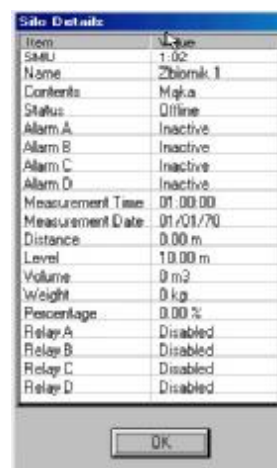 Silo Details
Item Value
SMU 1:02
Name Zbiornik 1
Contents Mąka
Status Offline
Alarm A Inactive
Alarm B Inactive
Alarm C Inactive
Alarm D Inactive
Measurement Time 01:00:00
Measurement Date 01/01/70
Distance 0.00 m
Level 10.00 m
Volume 0 m3
Weight 0 kg
Percentage 0.00 %
Relay A Disabled
Relay B Disabled
Relay C Disabled
Relay D Disabled
OK